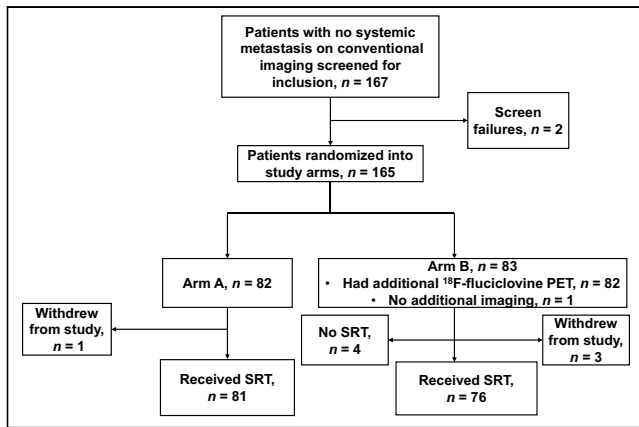 Patients with no systemic
metastasis on conventional
imaging screened for
inclusion, n = 167
Screen
failures, n = 2
Patients randomized into
study arms, n = 165
Arm A, n = 82
Arm B, n = 83
• Had additional ¹⁸F-fluciclovine PET, n = 82
• No additional imaging, n = 1
Withdrew
from study,
n = 1
No SRT,
n = 4
Withdrew
from study,
n = 3
Received SRT,
n = 81
Received SRT,
n = 76